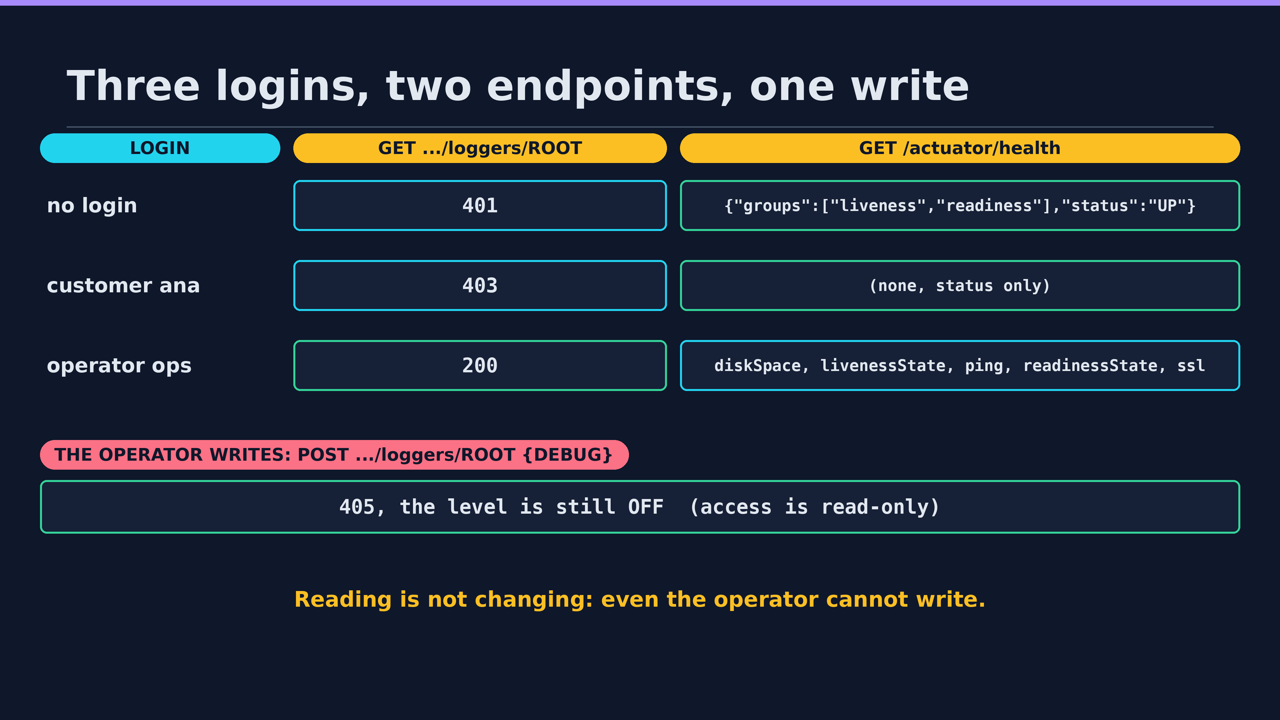 Three logins, two endpoints, one write
LOGIN GET .../loggers/ROOT GET /actuator/health
no login 401 {"groups":["liveness","readiness"],"status":"UP"}
customer ana 403 (none, status only)
operator ops 200 diskSpace, livenessState, ping, readinessState, ssl
THE OPERATOR WRITES: POST .../loggers/ROOT {DEBUG}
405, the level is still OFF  (access is read-only)
Reading is not changing: even the operator cannot write.